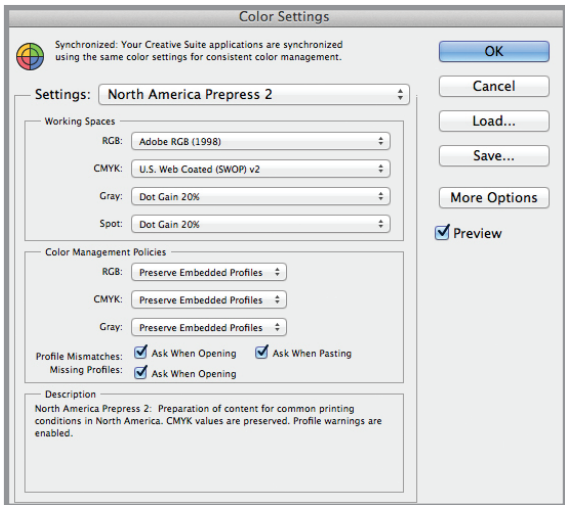 Color Settings
Synchronized: Your Creative Suite applications are synchronized
using the same color settings for consistent color management.
OK
Cancel
Load...
Save...
More Options
Preview
Settings: North America Prepress 2
Working Spaces
RGB: Adobe RGB (1998)
CMYK: U.S. Web Coated (SWOP) v2
Gray: Dot Gain 20%
Spot: Dot Gain 20%
Color Management Policies
RGB: Preserve Embedded Profiles
CMYK: Preserve Embedded Profiles
Gray: Preserve Embedded Profiles
Profile Mismatches: Ask When Opening Ask When Pasting
Missing Profiles: Ask When Opening
Description
North America Prepress 2: Preparation of content for common printing
conditions in North America. CMYK values are preserved. Profile warnings are
enabled.